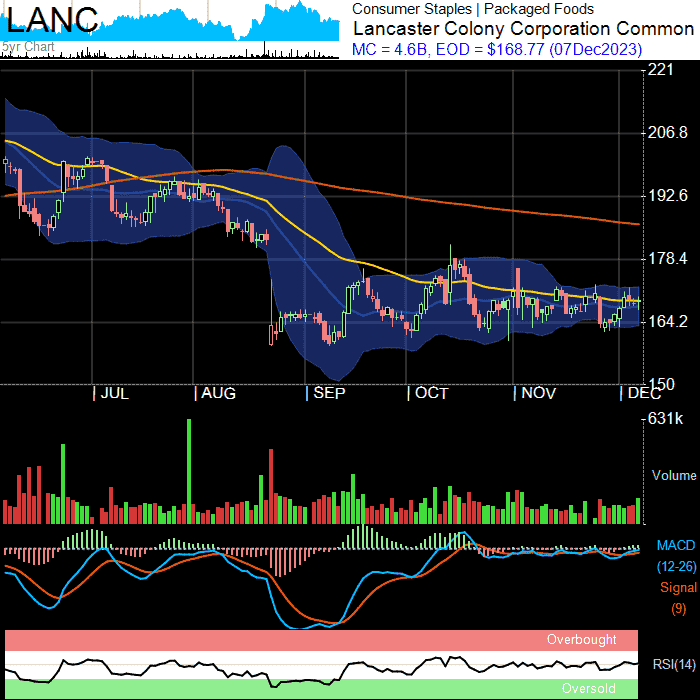 LANC
5yr Chart
Consumer Staples | Packaged Foods
Lancaster Colony Corporation Common
MC = 4.6B, EOD = $168.77 (07Dec2023)
221
206.8
192.6
178.4
164.2
150
| JUL | AUG | SEP | OCT | NOV | DEC
631k
Volume
MACD
(12-26)
Signal
(9)
Overbought
RSI(14)
Oversold